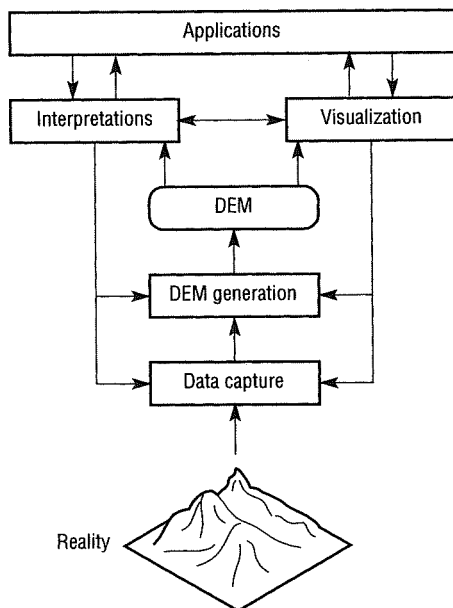 Applications
Interpretations
Visualization
DEM
DEM generation
Data capture
Reality